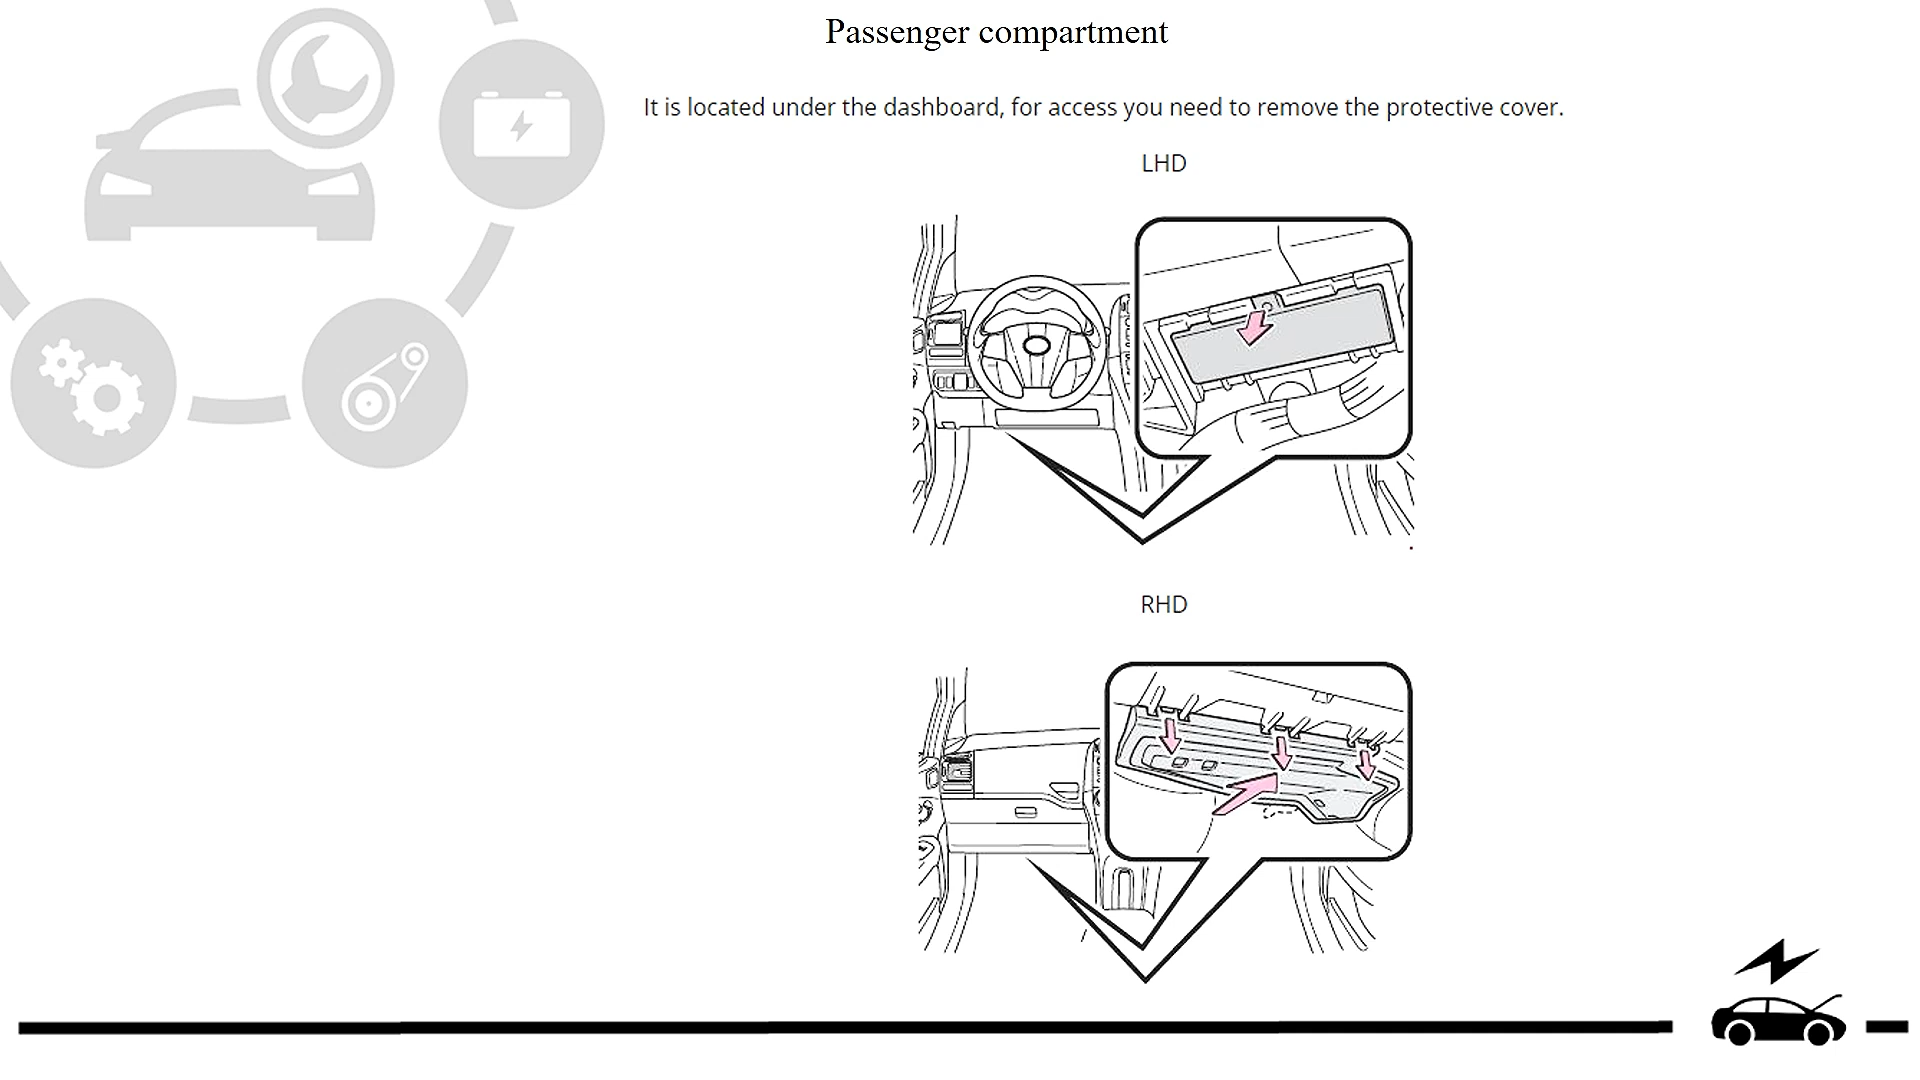 Passenger compartment
It is located under the dashboard, for access you need to remove the protective cover.
LHD
RHD